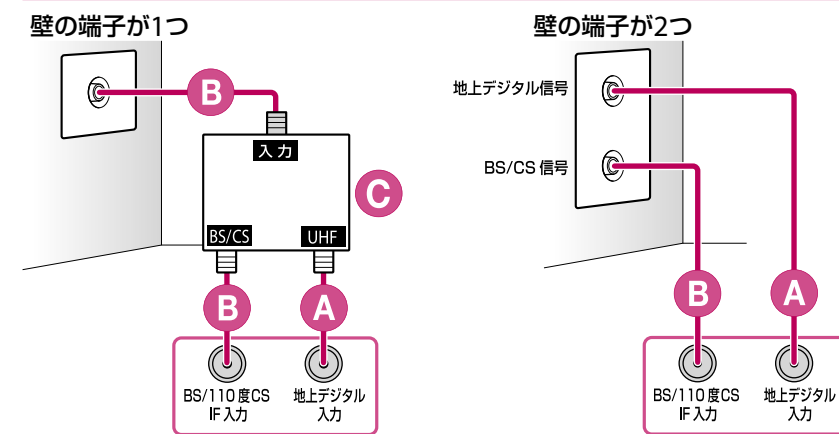 壁の端子が1つ
B
入力
C
BS/CS
UHF
B
A
BS/110度CS
IF入力
地上デジタル
入力
壁の端子が2つ
地上デジタル信号
BS/CS 信号
B
A
BS/110度CS
IF入力
地上デジタル
入力